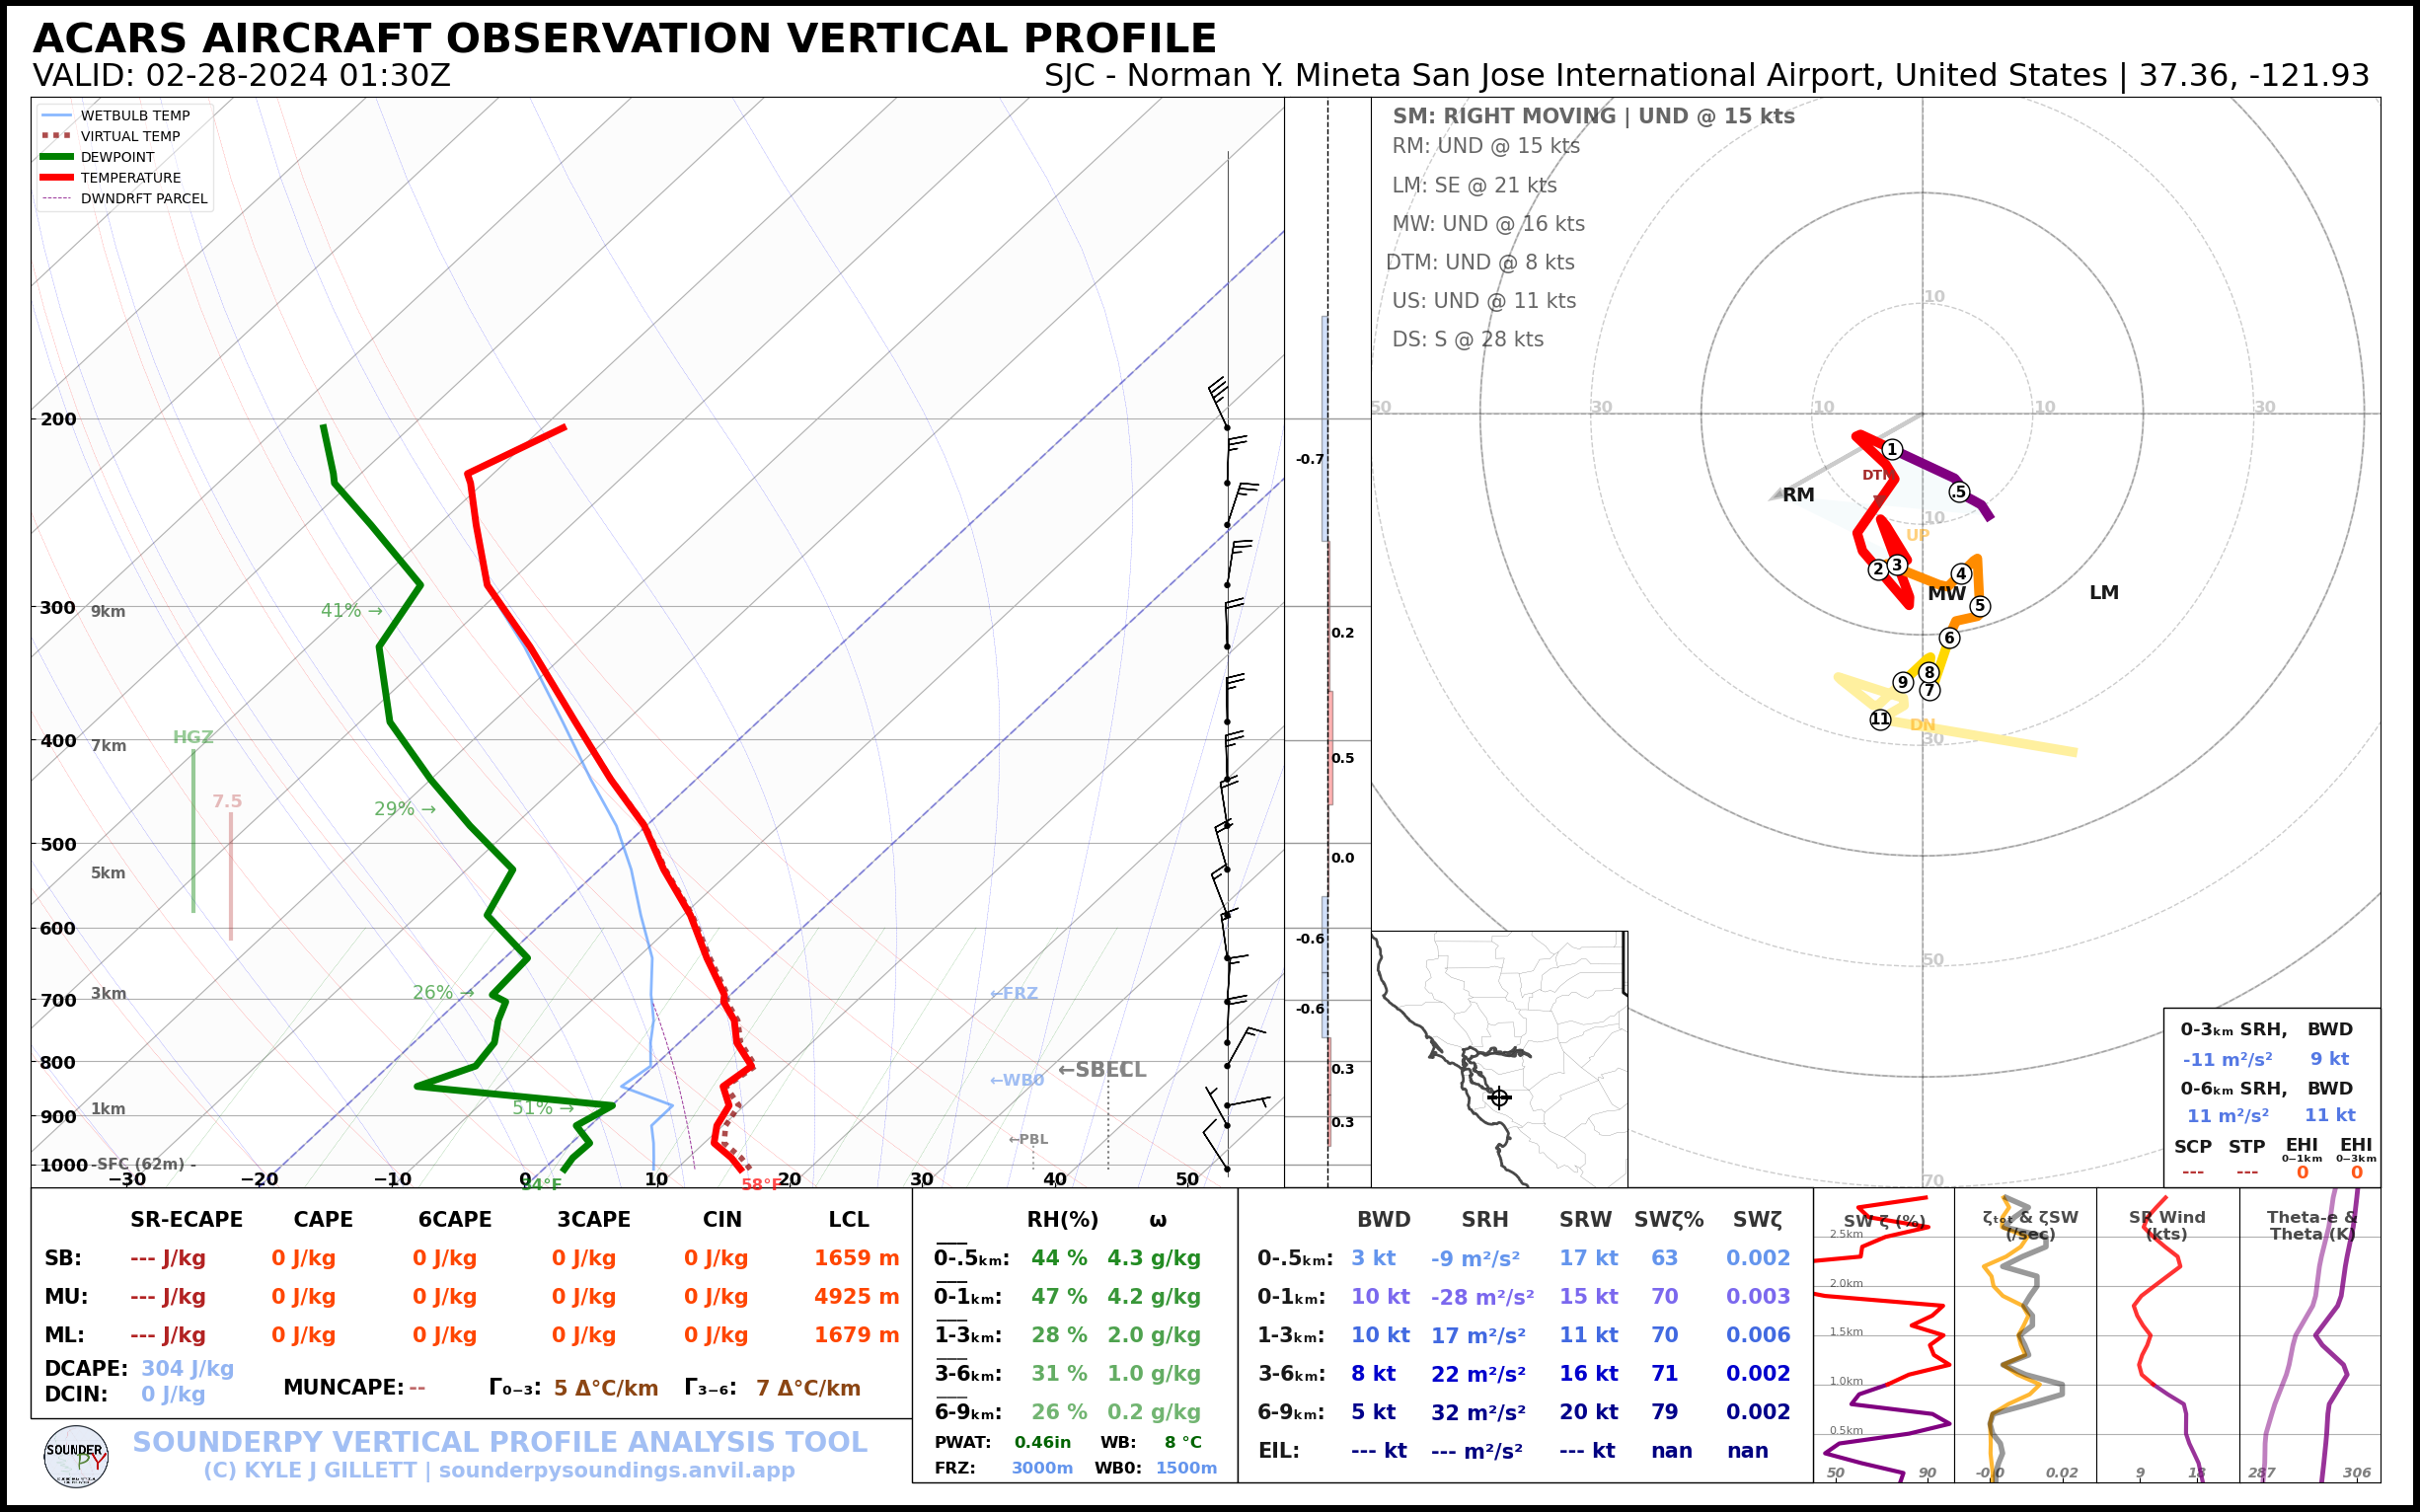 ACARS AIRCRAFT OBSERVATION VERTICAL PROFILE
VALID: 02-28-2024 01:30Z
SJC - Norman Y. Mineta San Jose International Airport, United States | 37.36, -121.93
WETBULB TEMP
VIRTUAL TEMP
DEWPOINT
TEMPERATURE
DWNDRFT PARCEL
200
300
400
500
600
700
800
900
1000
9km
7km
5km
3km
1km
-SFC (62m) -
HGZ
7.5
41% →
29% →
26% →
51% →
←FRZ
←WB0
←PBL
34°F
58°F
−30 −20 −10 0 10 20 30 40 50
-0.7
0.2
0.5
0.0
-0.6
-0.6
0.3
0.3
SM: RIGHT MOVING | UND @ 15 kts
RM: UND @ 15 kts
LM: SE @ 21 kts
MW: UND @ 16 kts
DTM: UND @ 8 kts
US: UND @ 11 kts
DS: S @ 28 kts
10
50 30 10 10 30
10
30
50
70
RM
LM
MW
UP
DN
1
.5
2
3
4
5
6
8
9
7
11
0-3ₖₘ SRH, BWD
-11 m²/s² 9 kt
0-6ₖₘ SRH, BWD
11 m²/s² 11 kt
SCP STP EHI EHI
0−1km 0−3km
--- --- 0 0
SR-ECAPE CAPE 6CAPE 3CAPE CIN LCL
SB: --- J/kg 0 J/kg 0 J/kg 0 J/kg 0 J/kg 1659 m
MU: --- J/kg 0 J/kg 0 J/kg 0 J/kg 0 J/kg 4925 m
ML: --- J/kg 0 J/kg 0 J/kg 0 J/kg 0 J/kg 1679 m
DCAPE: 304 J/kg
DCIN: 0 J/kg
MUNCAPE: --
Γ₀₋₃: 5 Δ°C/km
Γ₃₋₆: 7 Δ°C/km
RH(%) ω
0-.5ₖₘ: 44 % 4.3 g/kg
0-1ₖₘ: 47 % 4.2 g/kg
1-3ₖₘ: 28 % 2.0 g/kg
3-6ₖₘ: 31 % 1.0 g/kg
6-9ₖₘ: 26 % 0.2 g/kg
PWAT: 0.46in WB: 8 °C
FRZ: 3000m WB0: 1500m
BWD SRH SRW SWζ% SWζ
0-.5ₖₘ: 3 kt -9 m²/s² 17 kt 63 0.002
0-1ₖₘ: 10 kt -28 m²/s² 15 kt 70 0.003
1-3ₖₘ: 10 kt 17 m²/s² 11 kt 70 0.006
3-6ₖₘ: 8 kt 22 m²/s² 16 kt 71 0.002
6-9ₖₘ: 5 kt 32 m²/s² 20 kt 79 0.002
EIL: --- kt --- m²/s² --- kt nan nan
SW ζ (%)
2.5km
2.0km
1.5km
1.0km
0.5km
50 90
ζₜₒₜ & ζSW
(/sec)
-0.0 0.02
SR Wind
(kts)
9 18
Theta-e &
Theta (K)
287 306
SOUNDER
PY
SOUNDERPY VERTICAL PROFILE ANALYSIS TOOL
(C) KYLE J GILLETT | sounderpysoundings.anvil.app